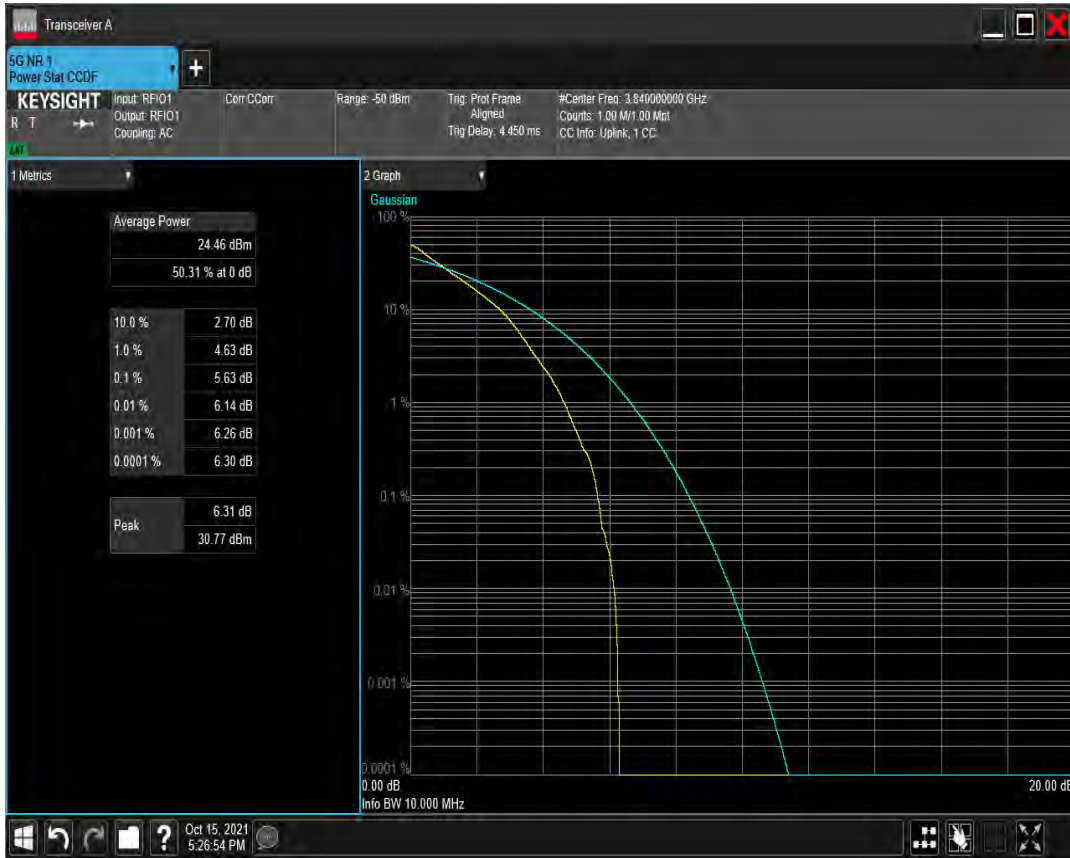 Transceiver A
5G NR 1
Power Stat CCDF
+
KEYSIGHT
R T
LXI
Input: RFIO1
Output: RFIO1
Coupling: AC
Corr CCorr
Range: -50 dBm
Trig: Prot Frame
Aligned
Trig Delay: 4.450 ms
#Center Freq: 3.840000000 GHz
Counts: 1.00 M/1.00 Mpt
CC Info: Uplink, 1 CC
1 Metrics
Average Power
24.46 dBm
50.31 % at 0 dB
10.0 % 2.70 dB
1.0 % 4.63 dB
0.1 % 5.63 dB
0.01 % 6.14 dB
0.001 % 6.26 dB
0.0001 % 6.30 dB
Peak
6.31 dB
30.77 dBm
2 Graph
Gaussian
100 %
10 %
1 %
0.1 %
0.01 %
0.001 %
0.0001 %
0.00 dB 20.00 dB
Info BW 10.000 MHz
?
Oct 15, 2021
5:26:54 PM